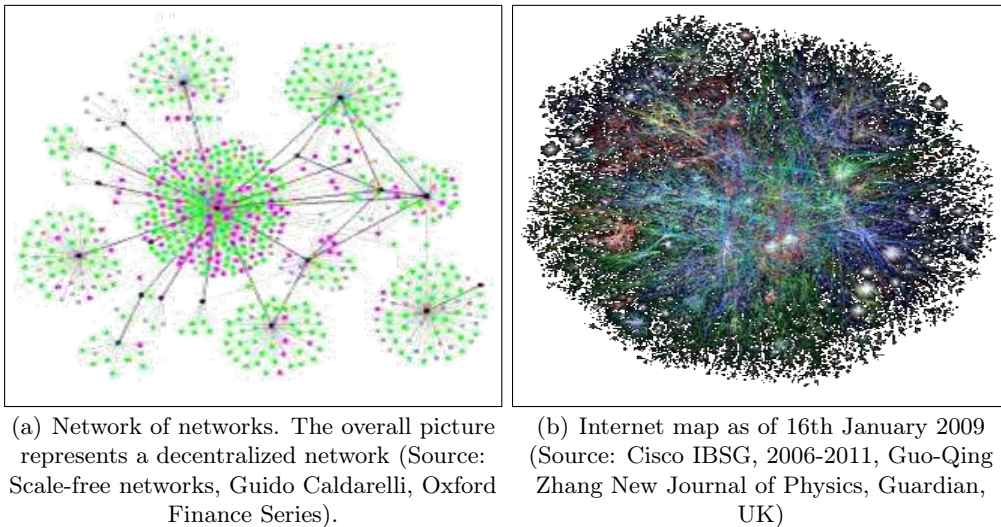 (a) Network of networks. The overall picture
represents a decentralized network (Source:
Scale-free networks, Guido Caldarelli, Oxford
Finance Series).
(b) Internet map as of 16th January 2009
(Source: Cisco IBSG, 2006-2011, Guo-Qing
Zhang New Journal of Physics, Guardian,
UK)